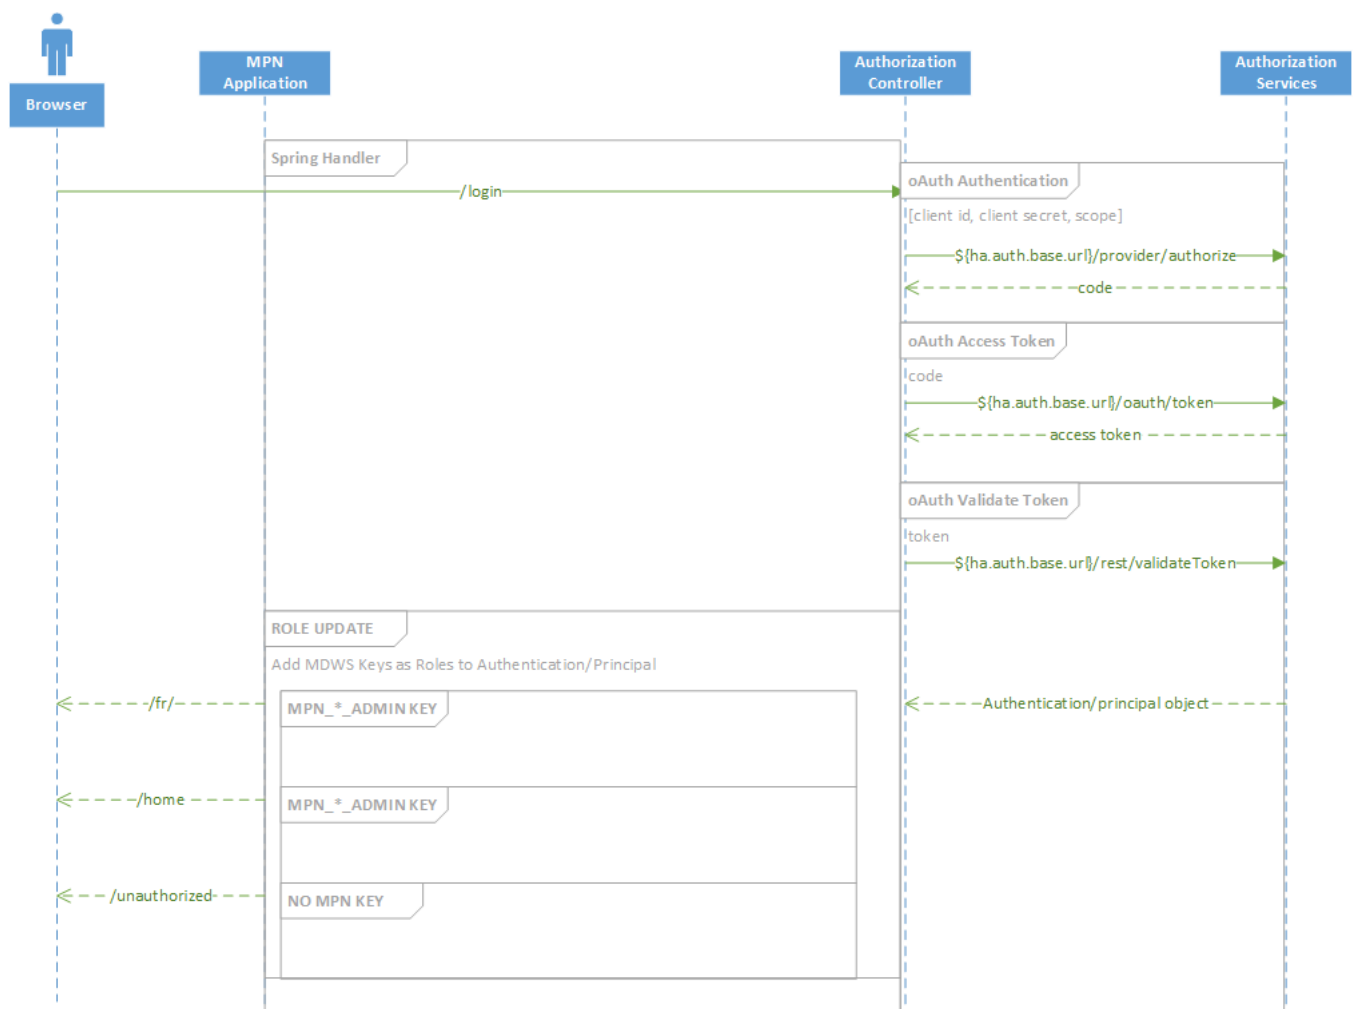 Browser
MPN
Application
Authorization
Controller
Authorization
Services
Spring Handler
/login
oAuth Authentication
[client id, client secret, scope]
${ha.auth.base.url}/provider/authorize
code
oAuth Access Token
code
${ha.auth.base.url}/oauth/token
access token
oAuth Validate Token
token
${ha.auth.base.url}/rest/validateToken
ROLE UPDATE
Add MDWS Keys as Roles to Authentication/Principal
/fr/
MPN_*_ADMIN KEY
Authentication/principal object
/home
MPN_*_ADMIN KEY
/unauthorized
NO MPN KEY